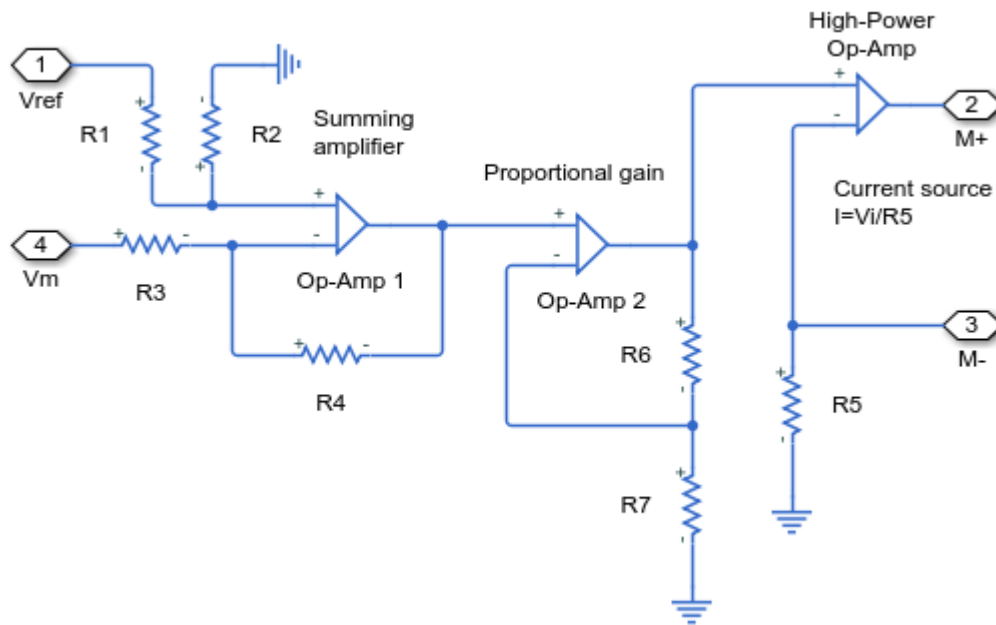 High-Power
Op-Amp
1
Vref
+
-
R1
-
+
R2
Summing
amplifier
+
-
2
M+
Proportional gain
Current source
I=Vi/R5
+
-
Op-Amp 1
+
-
Op-Amp 2
4
Vm
+
-
R3
+
-
R4
+
-
R6
3
M-
+
-
R5
+
-
R7